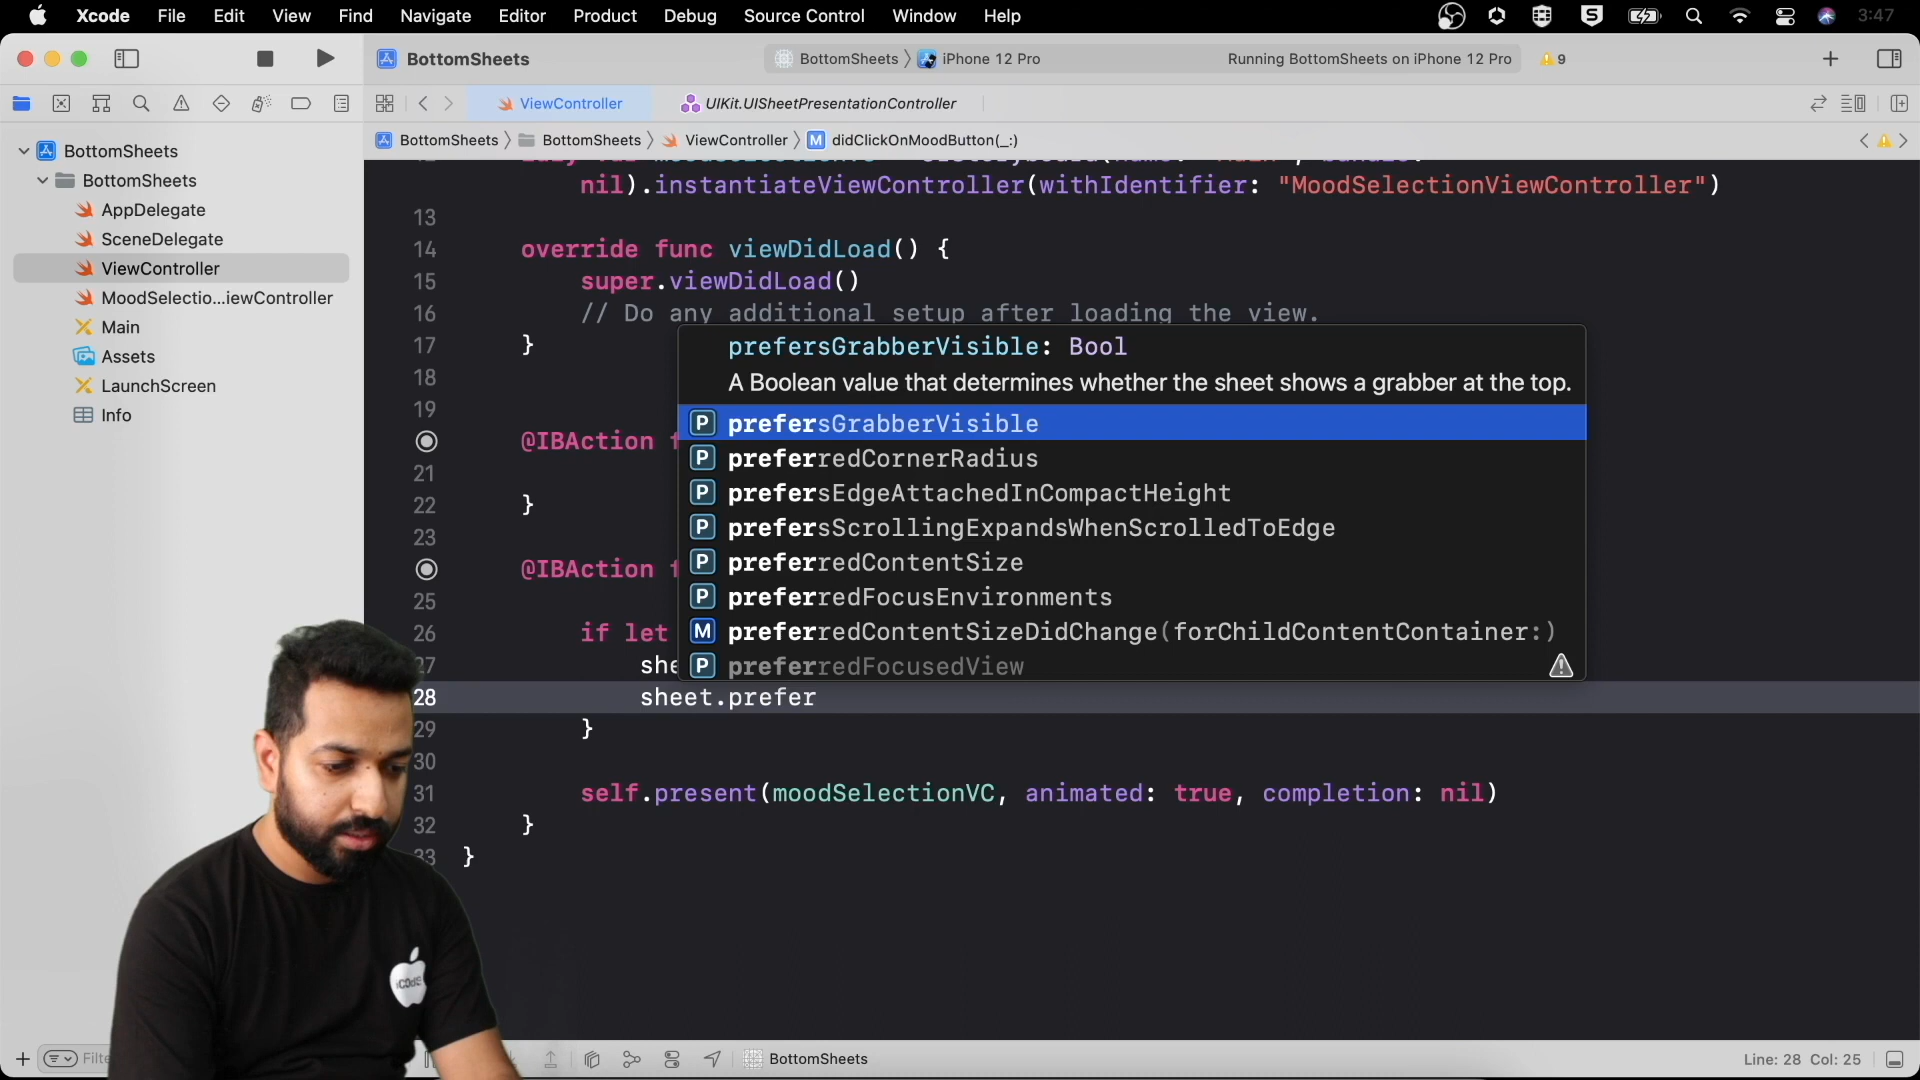 Xcode File Edit View Find Navigate Editor Product Debug Source Control Window Help 3:47
BottomSheets BottomSheets iPhone 12 Pro Running BottomSheets on iPhone 12 Pro 9
ViewController UIKit.UISheetPresentationController
BottomSheets BottomSheets ViewController M didClickOnMoodButton(_:)
BottomSheets
BottomSheets
AppDelegate
SceneDelegate
ViewController
MoodSelectio...iewController
Main
Assets
LaunchScreen
Info
nil).instantiateViewController(withIdentifier: "MoodSelectionViewController")
13
14 override func viewDidLoad() {
15 super.viewDidLoad()
16 // Do any additional setup after loading the view.
17 }
18
19
@IBAction f
21
22 }
23
@IBAction f
25
26 if let
27 she
28 sheet.prefer
29 }
30
31 self.present(moodSelectionVC, animated: true, completion: nil)
32 }
33 }
prefersGrabberVisible: Bool
A Boolean value that determines whether the sheet shows a grabber at the top.
P prefersGrabberVisible
P preferredCornerRadius
P prefersEdgeAttachedInCompactHeight
P prefersScrollingExpandsWhenScrolledToEdge
P preferredContentSize
P preferredFocusEnvironments
M preferredContentSizeDidChange(forChildContentContainer:)
P preferredFocusedView
iCode
Filte
BottomSheets
Line: 28 Col: 25